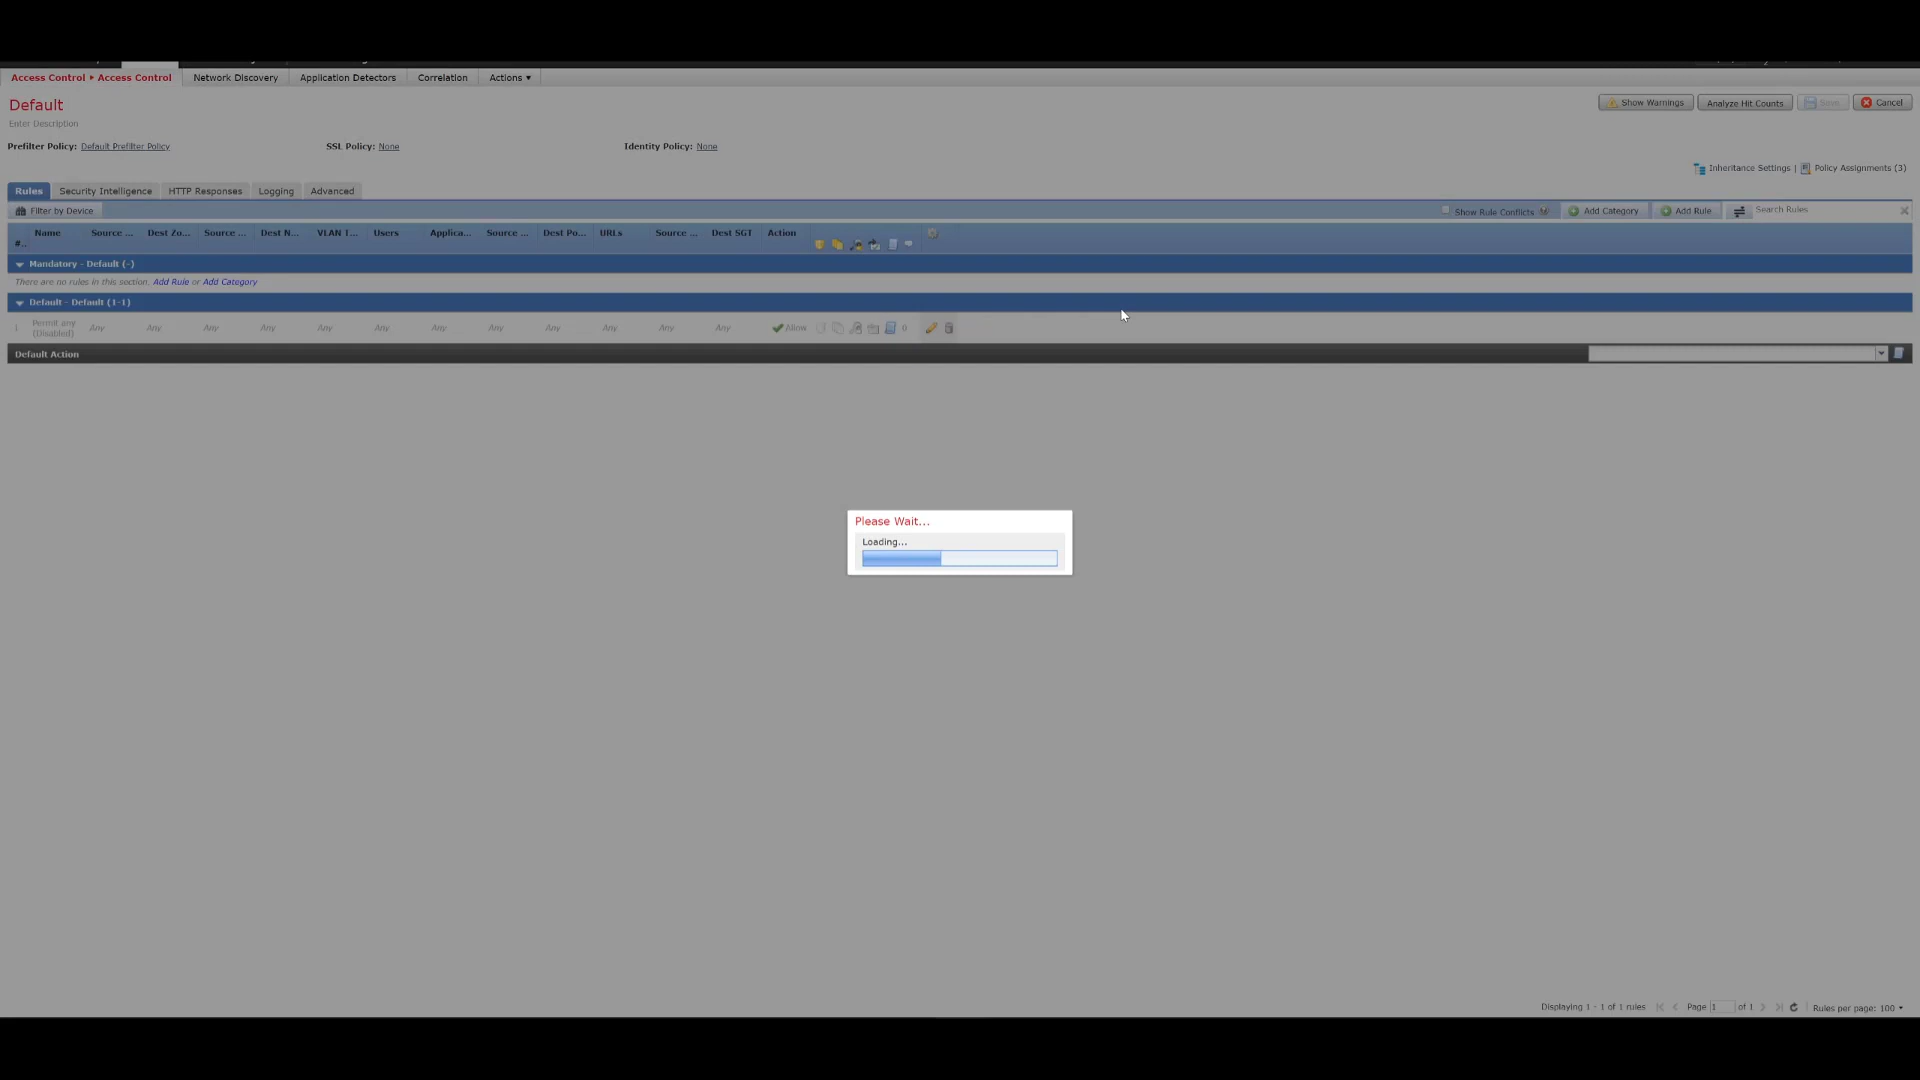 Access Control ▸ Access Control Network Discovery Application Detectors Correlation Actions ▾
Default
Show Warnings Analyze Hit Counts Save Cancel
Enter Description
Prefilter Policy: Default Prefilter Policy SSL Policy: None Identity Policy: None
Inheritance Settings | Policy Assignments (3)
Rules Security Intelligence HTTP Responses Logging Advanced
Filter by Device Show Rule Conflicts Add Category Add Rule Search Rules
#.. Name Source ... Dest Zo... Source ... Dest N... VLAN T... Users Applica... Source ... Dest Po... URLs Source ... Dest SGT Action
Mandatory - Default (-)
There are no rules in this section. Add Rule or Add Category
Default - Default (1-1)
1 Permit any (Disabled) Any Any Any Any Any Any Any Any Any Any Any Any Allow 0
Default Action
Please Wait...
Loading...
Displaying 1 - 1 of 1 rules Page 1 of 1 Rules per page: 100